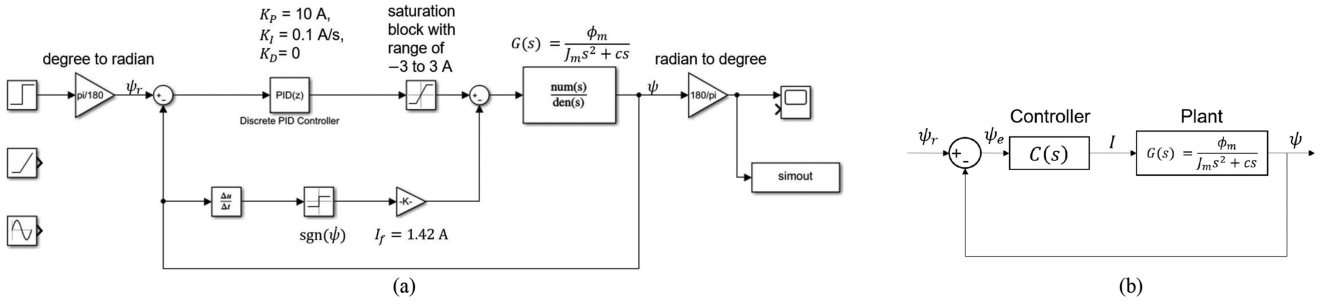 K_P = 10 A,
K_I = 0.1 A/s,
K_D = 0
saturation
block with
range of
−3 to 3 A
G(s) = ϕ_m / (J_m s² + cs)
degree to radian
radian to degree
pi/180
ψ_r
+
-
PID(z)
Discrete PID Controller
+
-
num(s)
den(s)
ψ
180/pi
simout
Δu
Δt
-K-
sgn(ψ̇)
I_f = 1.42 A
(a)
Controller
Plant
ψ_r
+
-
ψ_e
C(s)
I
G(s) = ϕ_m / (J_m s² + cs)
ψ
(b)